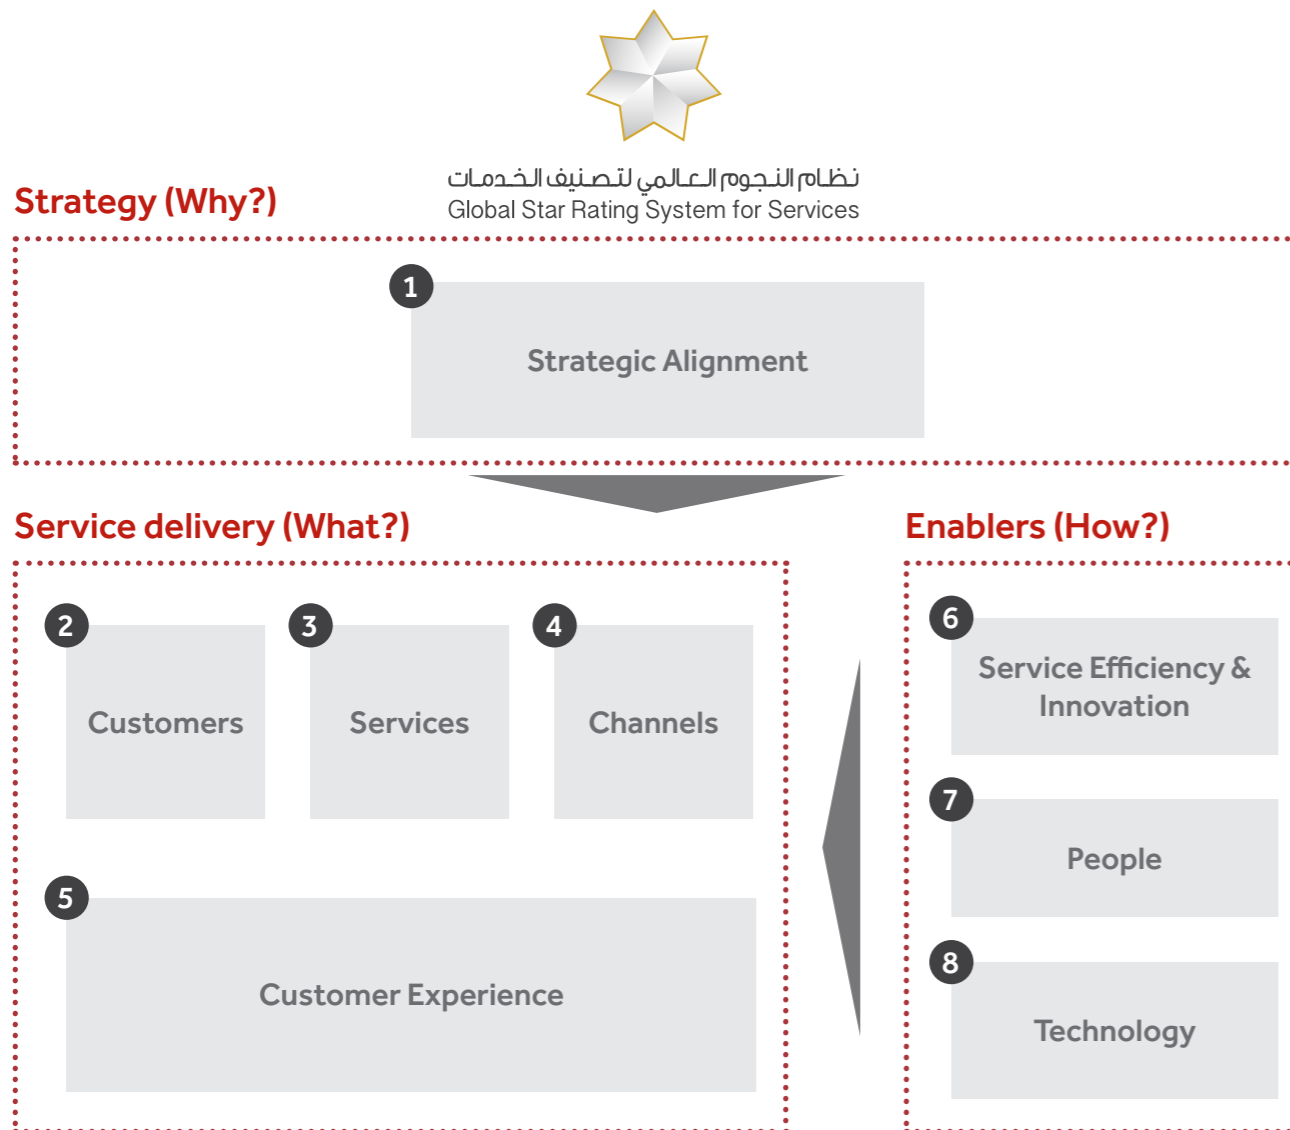 نظام النجوم العالمي لتصنيف الخدمات
Global Star Rating System for Services
Strategy (Why?)
1
Strategic Alignment
Service delivery (What?)
2
Customers
3
Services
4
Channels
5
Customer Experience
Enablers (How?)
6
Service Efficiency &
Innovation
7
People
8
Technology